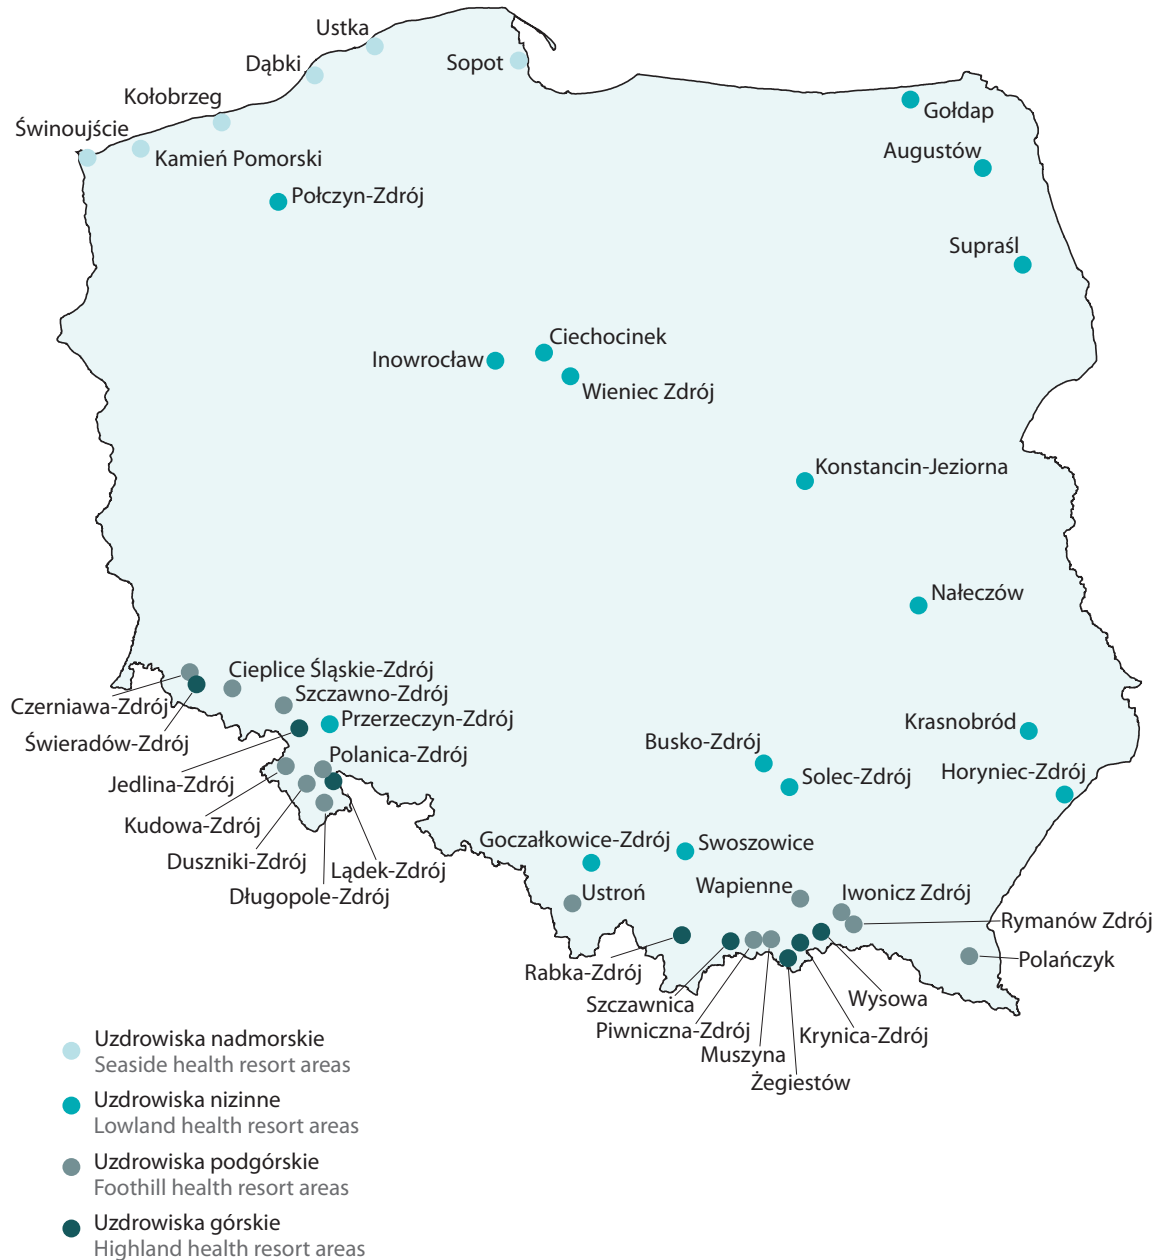 Ustka
Dąbki
Sopot
Kołobrzeg
Gołdap
Świnoujście
Kamień Pomorski
Augustów
Połczyn-Zdrój
Supraśl
Ciechocinek
Inowrocław
Wieniec Zdrój
Konstancin-Jeziorna
Nałeczów
Cieplice Śląskie-Zdrój
Szczawno-Zdrój
Czerniawa-Zdrój
Przerzeczyn-Zdrój
Krasnobród
Świeradów-Zdrój
Busko-Zdrój
Polanica-Zdrój
Solec-Zdrój
Horyniec-Zdrój
Jedlina-Zdrój
Kudowa-Zdrój
Goczałkowice-Zdrój
Swoszowice
Duszniki-Zdrój
Lądek-Zdrój
Długopole-Zdrój
Ustroń
Wapienne
Iwonicz Zdrój
Rymanów Zdrój
Polańczyk
Rabka-Zdrój
Szczawnica
Wysowa
Piwniczna-Zdrój
Krynica-Zdrój
Muszyna
Żegiestów
Uzdrowiska nadmorskie
Seaside health resort areas
Uzdrowiska nizinne
Lowland health resort areas
Uzdrowiska podgórskie
Foothill health resort areas
Uzdrowiska górskie
Highland health resort areas